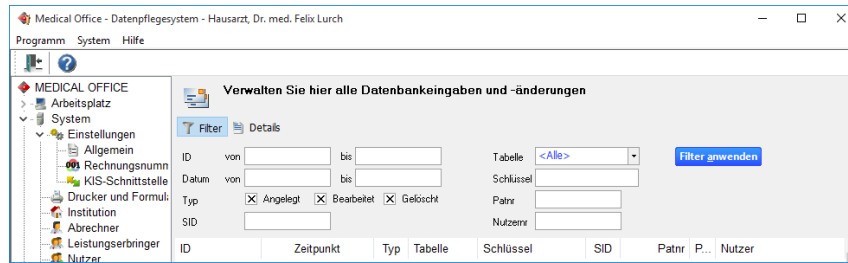 Medical Office - Datenpflegesystem - Hausarzt, Dr. med. Felix Lurch
Programm System Hilfe
MEDICAL OFFICE
Arbeitsplatz
System
Einstellungen
Allgemein
001 Rechnungsnumm
KIS-Schnittstelle
Drucker und Formula
Institution
Abrechner
Leistungserbringer
Nutzer
Verwalten Sie hier alle Datenbankeingaben und -änderungen
Filter Details
ID von bis Tabelle <Alle> Filter anwenden
Datum von bis Schlüssel
Typ Angelegt Bearbeitet Gelöscht Patnr
SID Nutzernr
ID Zeitpunkt Typ Tabelle Schlüssel SID Patnr P... Nutzer